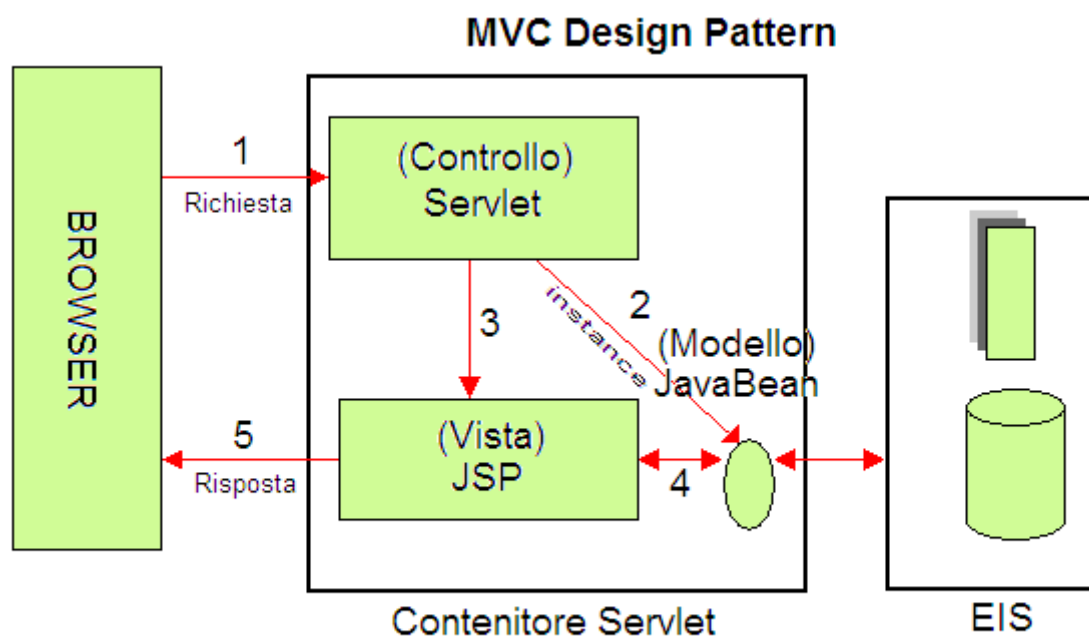 MVC Design Pattern
BROWSER
1
Richiesta
(Controllo)
Servlet
2
instance
3
(Modello)
JavaBean
(Vista)
JSP
4
5
Risposta
Contenitore Servlet
EIS